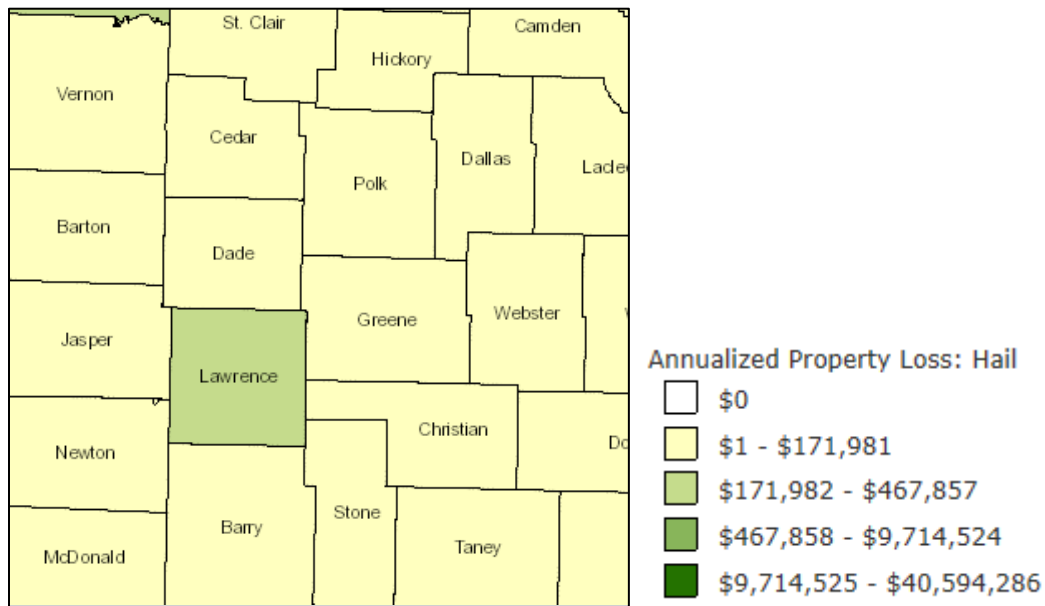 St. Clair
Camden
Hickory
Vernon
Cedar
Dallas
Polk
Lacle
Barton
Dade
Greene
Webster
Jasper
Lawrence
Christian
Newton
Do
Stone
Barry
Taney
McDonald
Annualized Property Loss: Hail
$0
$1 - $171,981
$171,982 - $467,857
$467,858 - $9,714,524
$9,714,525 - $40,594,286